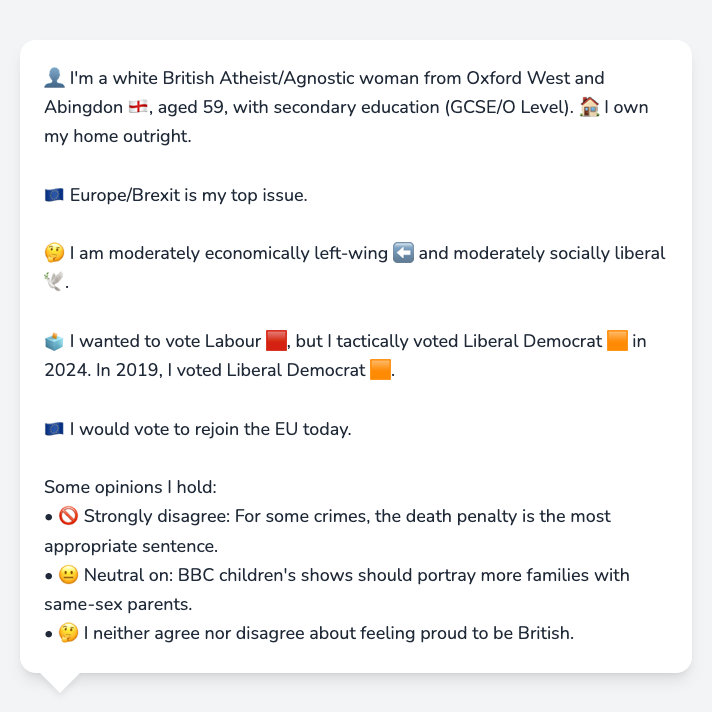 👤 I'm a white British Atheist/Agnostic woman from Oxford West and
Abingdon 🏴󠁧󠁢󠁥󠁮󠁧󠁿, aged 59, with secondary education (GCSE/O Level). 🏠 I own
my home outright.
🇪🇺 Europe/Brexit is my top issue.
🤔 I am moderately economically left-wing ⬅️ and moderately socially liberal
🕊️.
🗳️ I wanted to vote Labour 🟥, but I tactically voted Liberal Democrat 🟧 in
2024. In 2019, I voted Liberal Democrat 🟧.
🇪🇺 I would vote to rejoin the EU today.
Some opinions I hold:
• 🚫 Strongly disagree: For some crimes, the death penalty is the most
appropriate sentence.
• 😐 Neutral on: BBC children's shows should portray more families with
same-sex parents.
• 🤔 I neither agree nor disagree about feeling proud to be British.